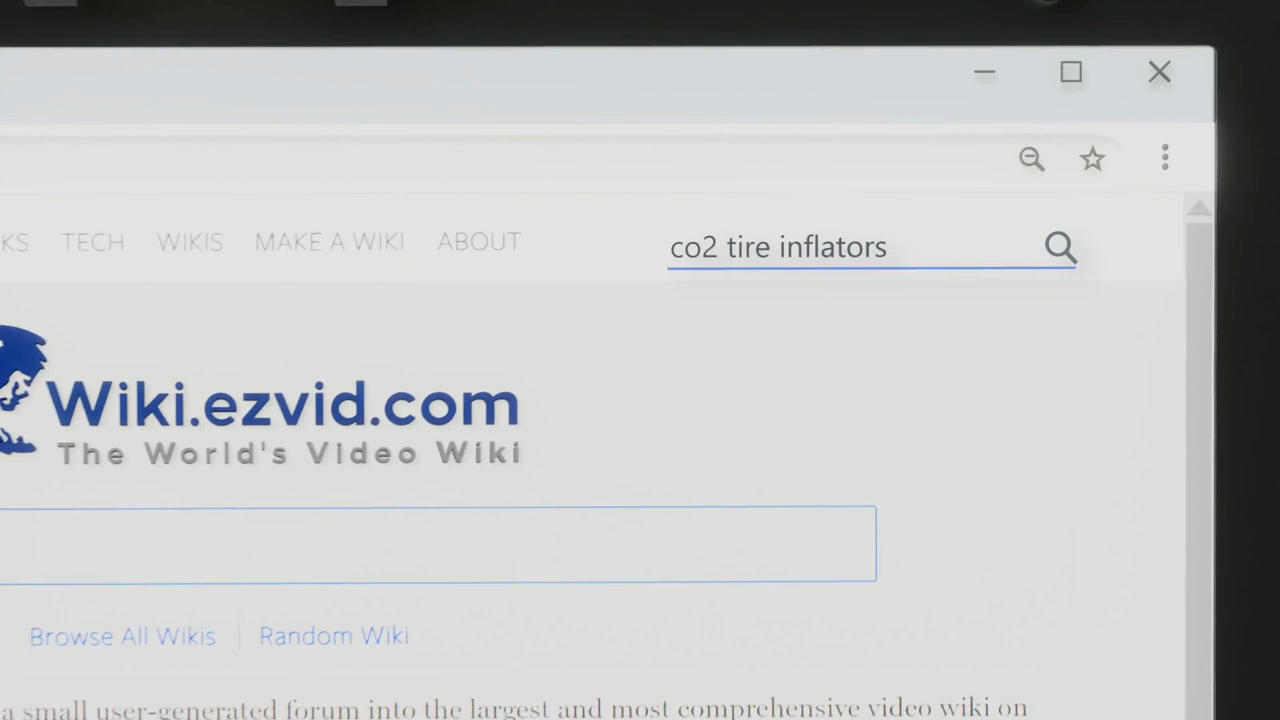 KS TECH WIKIS MAKE A WIKI ABOUT
co2 tire inflators
Wiki.ezvid.com
The World's Video Wiki
Browse All Wikis
Random Wiki
a small user-generated forum into the largest and most comprehensive video wiki on